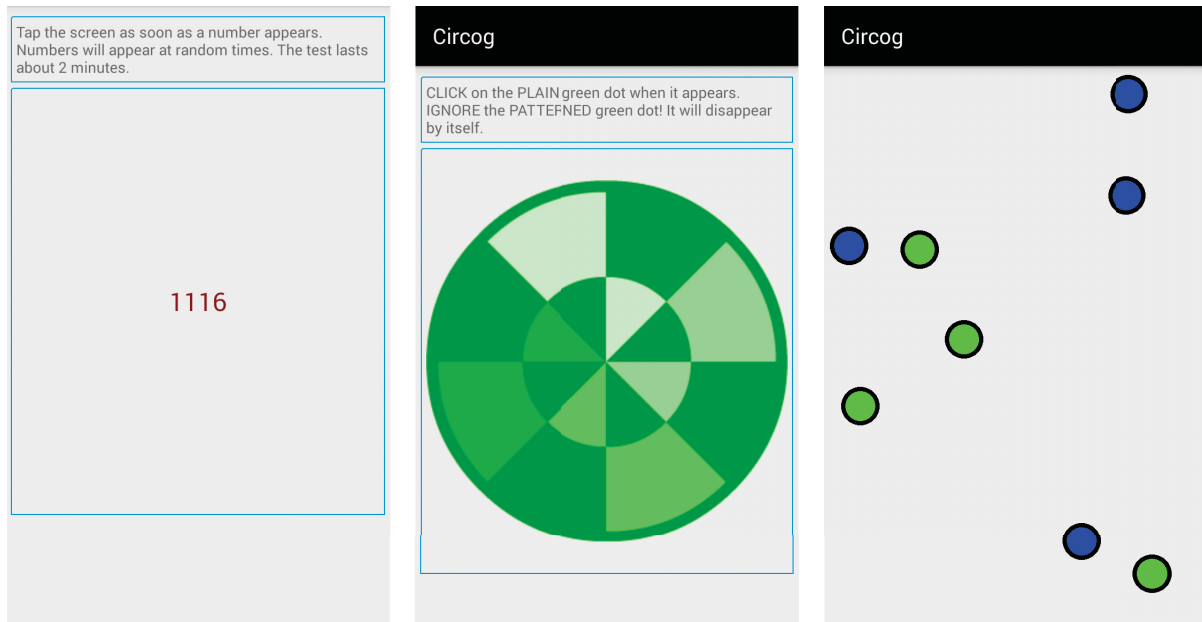 Tap the screen as soon as a number appears.
Numbers will appear at random times. The test lasts
about 2 minutes.
1116
Circog
CLICK on the PLAIN green dot when it appears.
IGNORE the PATTEFNED green dot! It will disappear
by itself.
Circog